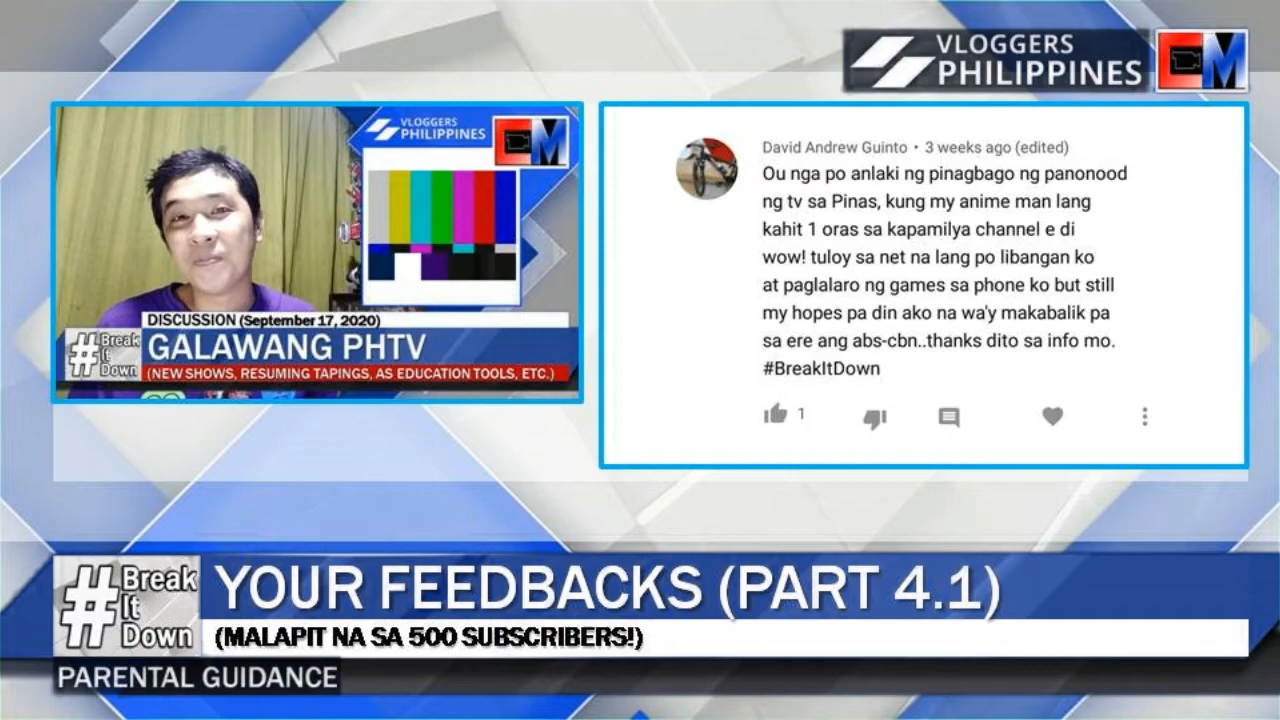 VLOGGERS
PHILIPPINES
VLOGGERS
PHILIPPINES
DISCUSSION (September 17, 2020)
#Break
It
Down
GALAWANG PHTV
(NEW SHOWS, RESUMING TAPINGS, AS EDUCATION TOOLS, ETC.)
David Andrew Guinto • 3 weeks ago (edited)
Ou nga po anlaki ng pinagbago ng panonood
ng tv sa Pinas, kung my anime man lang
kahit 1 oras sa kapamilya channel e di
wow! tuloy sa net na lang po libangan ko
at paglalaro ng games sa phone ko but still
my hopes pa din ako na wa'y makabalik pa
sa ere ang abs-cbn..thanks dito sa info mo.
#BreakItDown
1
#Break
It
Down
YOUR FEEDBACKS (PART 4.1)
(MALAPIT NA SA 500 SUBSCRIBERS!)
PARENTAL GUIDANCE